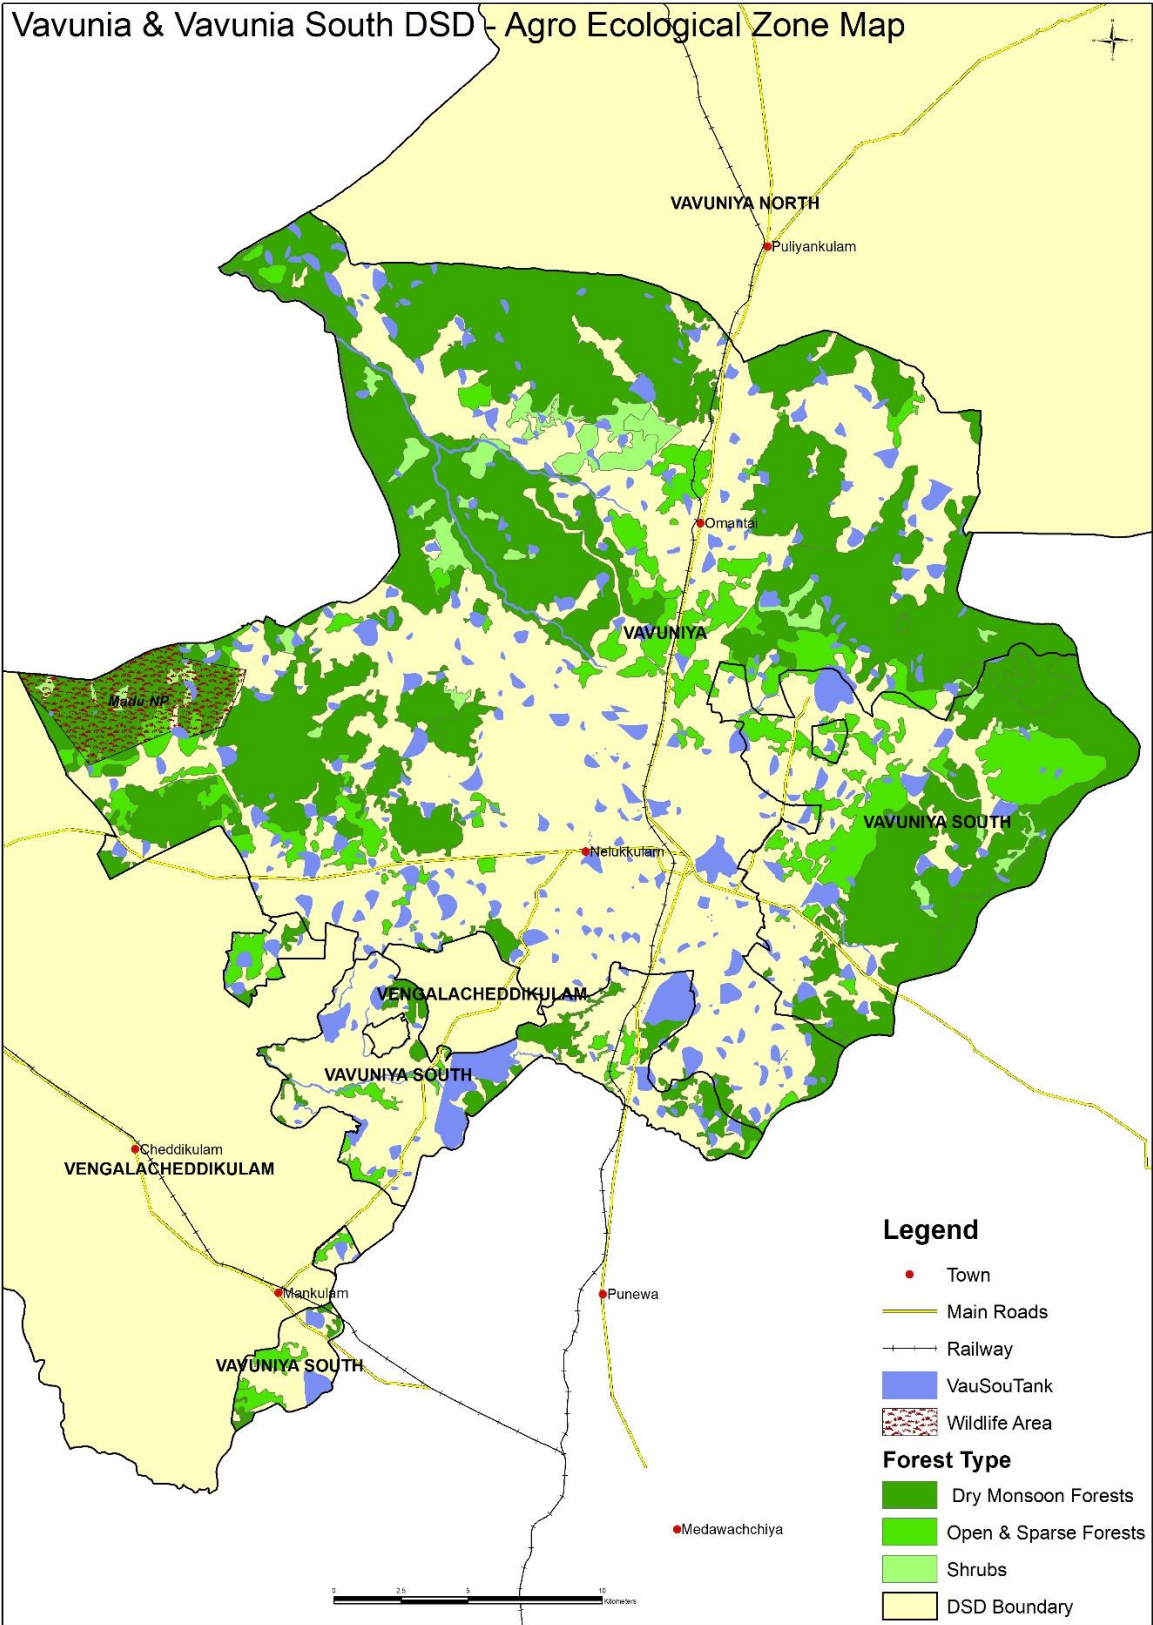 Vavunia & Vavunia South DSD - Agro Ecological Zone Map
N
W E
S
VAVUNIYA NORTH
Puliyankulam
Omantai
VAVUNIYA
Madu NP
VAVUNIYA SOUTH
Nelukkulam
VENGALACHEDDIKULAM
VAVUNIYA SOUTH
Cheddikulam
VENGALACHEDDIKULAM
Mankulam
Punewa
VAVUNIYA SOUTH
Medawachchiya
Legend
Town
Main Roads
Railway
VauSouTank
Wildlife Area
Forest Type
Dry Monsoon Forests
Open & Sparse Forests
Shrubs
DSD Boundary
0 2.5 5 10
Kilometers